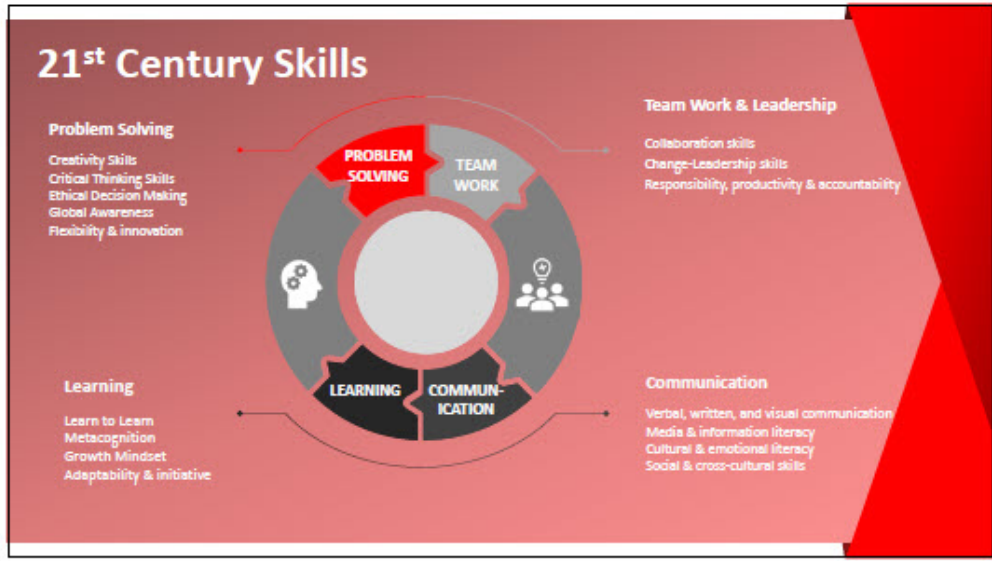 21st Century Skills
Problem Solving
Creativity Skills
Critical Thinking Skills
Ethical Decision Making
Global Awareness
Flexibility & innovation
PROBLEM
SOLVING
TEAM
WORK
Team Work & Leadership
Collaboration skills
Change-Leadership skills
Responsibility, productivity & accountability
Learning
Learn to Learn
Metacognition
Growth Mindset
Adaptability & initiative
LEARNING
COMMUN-
ICATION
Communication
Verbal, written, and visual communication
Media & information literacy
Cultural & emotional literacy
Social & cross-cultural skills